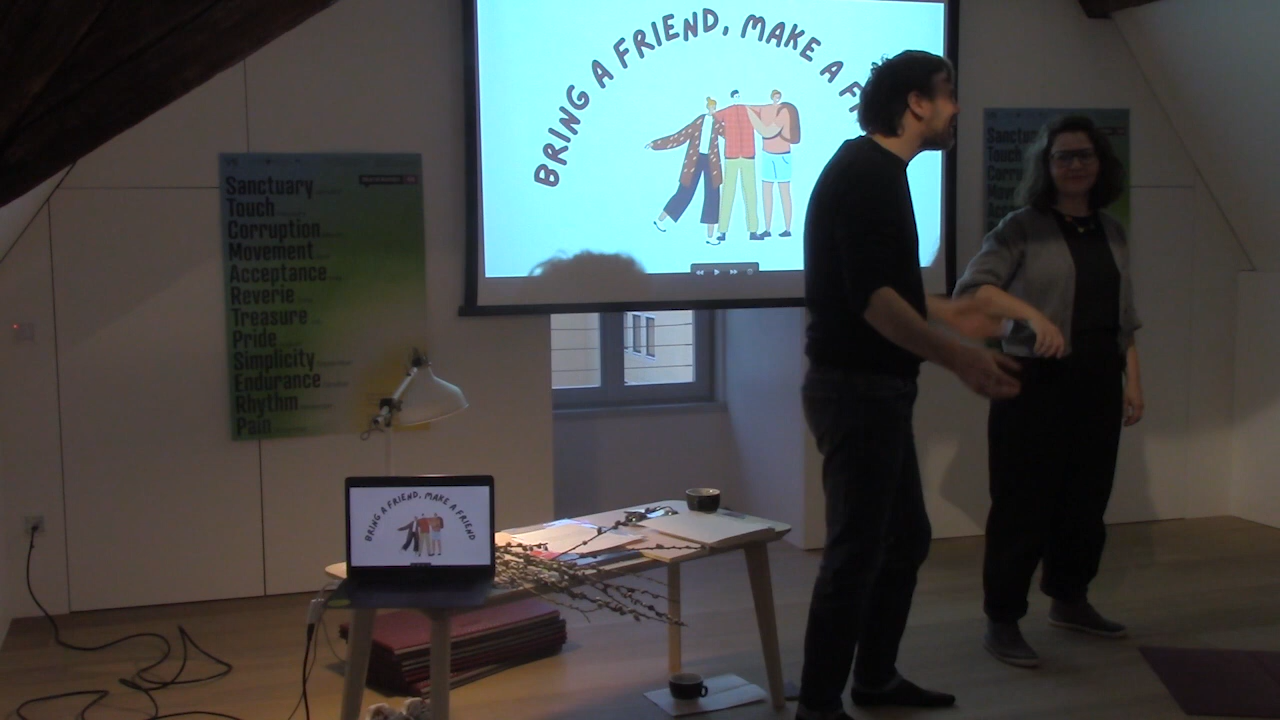 BRING A FRIEND, MAKE A
Sanctuary
Touch
Corruption
Movement
Acceptance
Reverie
Treasure
Pride
Simplicity
Endurance
Rhythm
Pain
BRING A FRIEND, MAKE A FRIEND